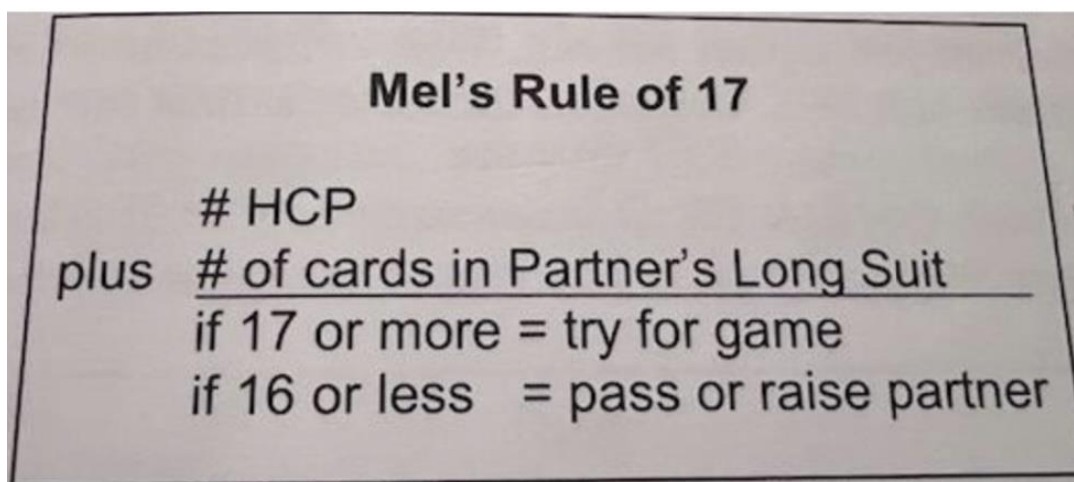 Mel's Rule of 17
# HCP
plus # of cards in Partner's Long Suit
if 17 or more = try for game
if 16 or less = pass or raise partner